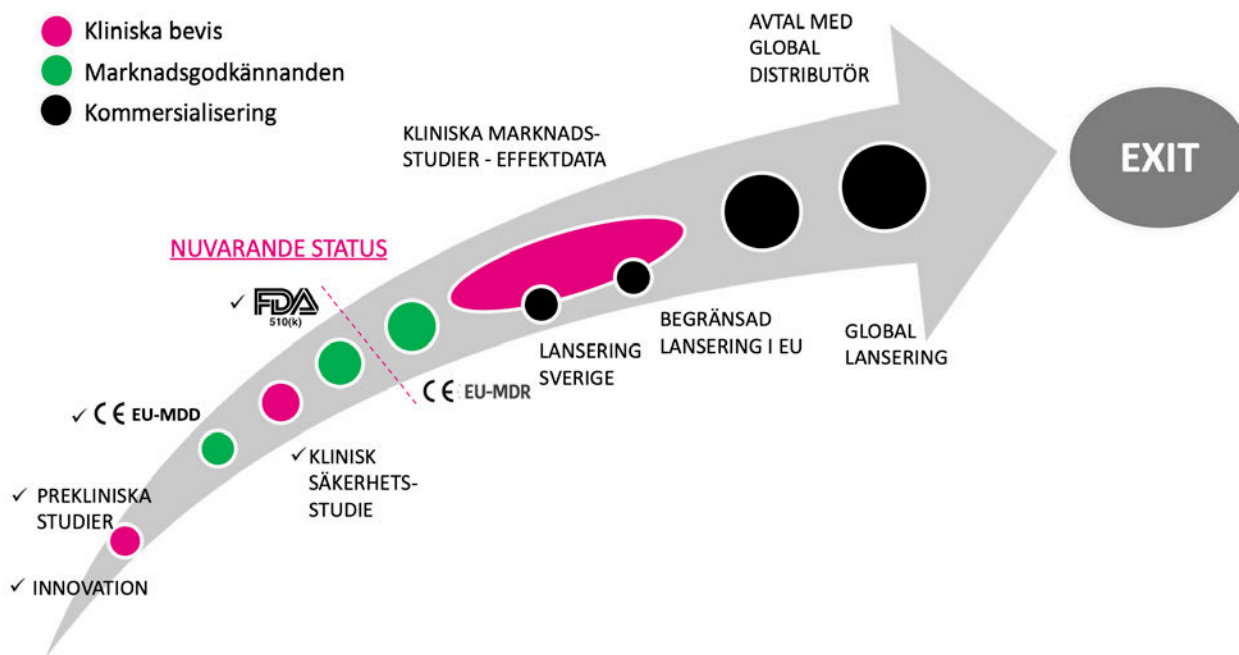 Kliniska bevis
Marknadsgodkännanden
Kommersialisering
AVTAL MED
GLOBAL
DISTRIBUTÖR
EXIT
KLINISKA MARKNADS-
STUDIER - EFFEKTDATA
NUVARANDE STATUS
✓ FDA
510(k)
BEGRÄNSAD
LANSERING I EU
GLOBAL
LANSERING
LANSERING
SVERIGE
CE EU-MDR
✓ CE EU-MDD
✓ KLINISK
SÄKERHETS-
STUDIE
✓ PREKLINISKA
STUDIER
✓ INNOVATION